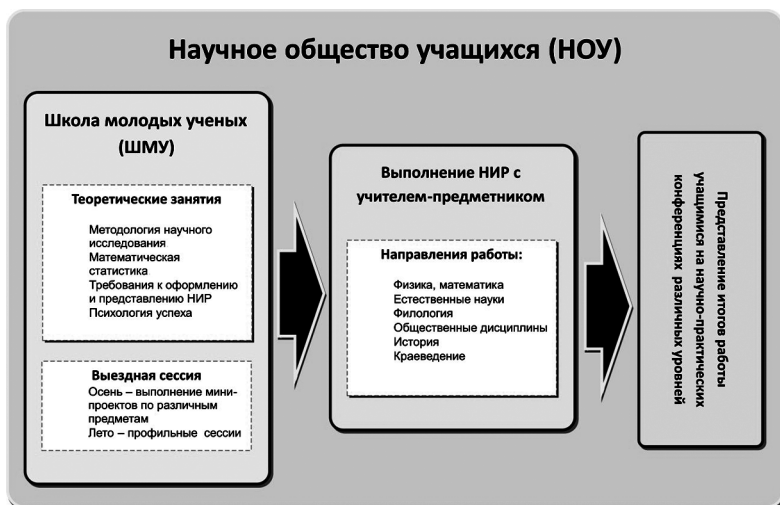 Научное общество учащихся (НОУ)
Школа молодых ученых
(ШМУ)
Теоретические занятия
Методология научного
исследования
Математическая
статистика
Требования к оформлению
и представлению НИР
Психология успеха
Выездная сессия
Осень – выполнение мини-
проектов по различным
предметам
Лето – профильные сессии
Выполнение НИР с
учителем-предметником
Направления работы:
Физика, математика
Естественные науки
Филология
Общественные дисциплины
История
Краеведение
Представление итогов работы
учащимися на научно-практических
конференциях различных уровней